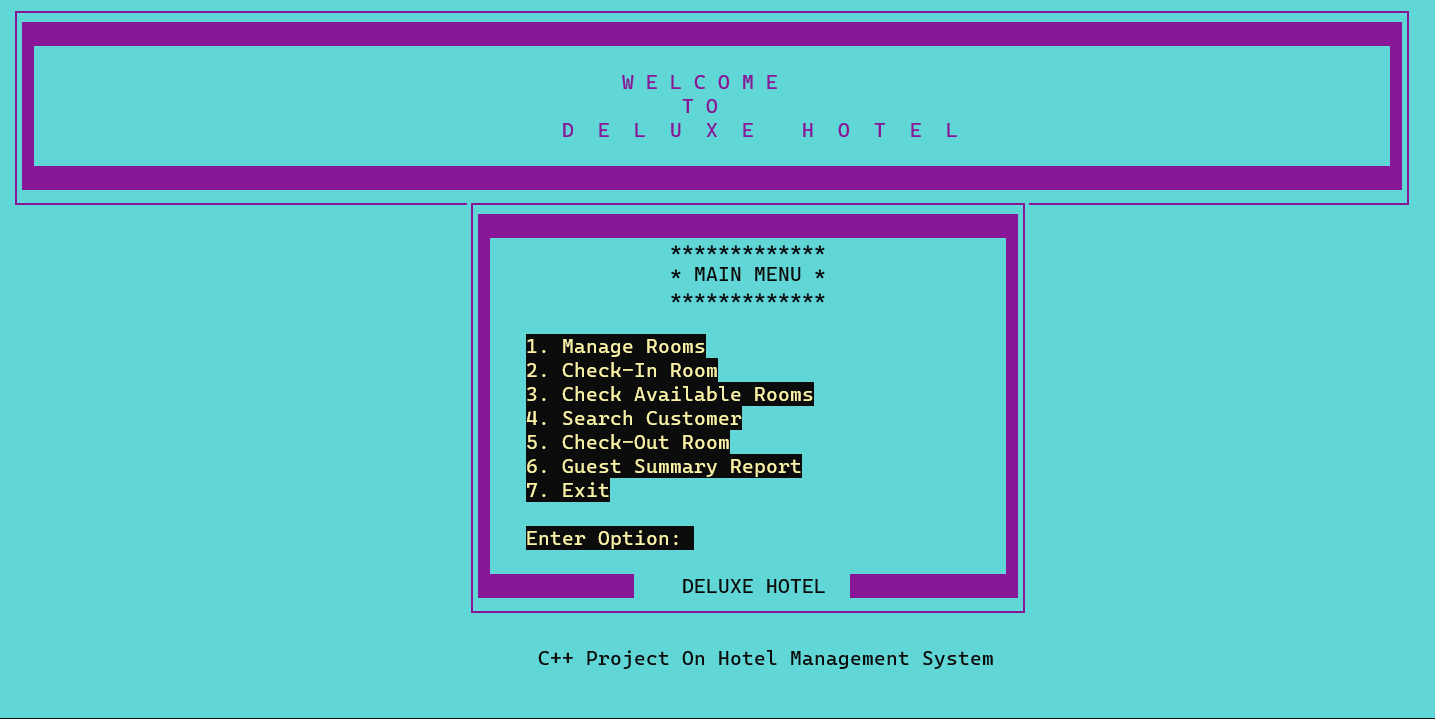 W E L C O M E
T O
D E L U X E H O T E L
*************
* MAIN MENU *
*************
1. Manage Rooms
2. Check-In Room
3. Check Available Rooms
4. Search Customer
5. Check-Out Room
6. Guest Summary Report
7. Exit
Enter Option:
DELUXE HOTEL
C++ Project On Hotel Management System